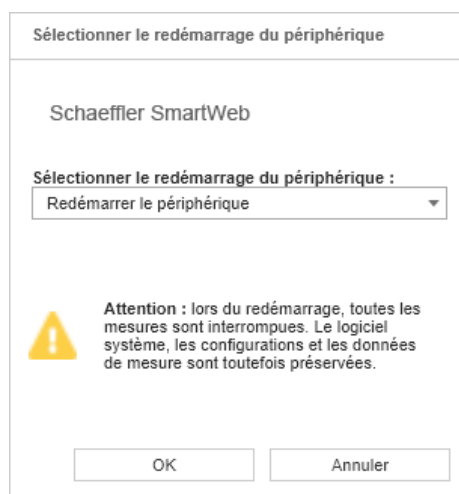 Sélectionner le redémarrage du périphérique
Schaeffler SmartWeb
Sélectionner le redémarrage du périphérique :
Redémarrer le périphérique
Attention : lors du redémarrage, toutes les
mesures sont interrompues. Le logiciel
système, les configurations et les données
de mesure sont toutefois préservées.
OK
Annuler